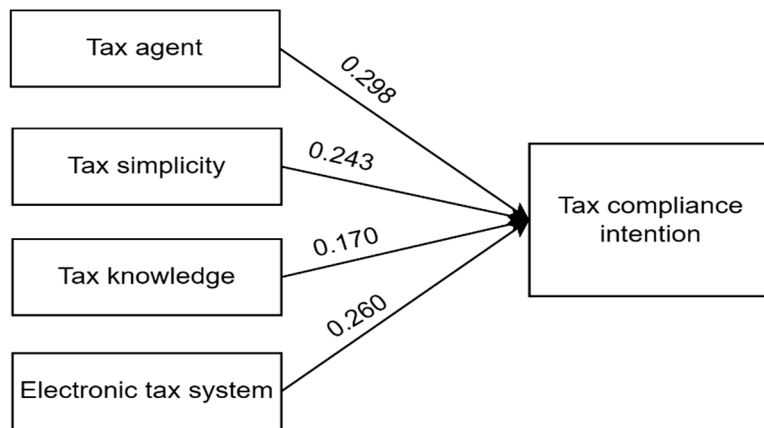 Tax agent
0.298
Tax simplicity
0.243
Tax compliance
intention
Tax knowledge
0.170
0.260
Electronic tax system